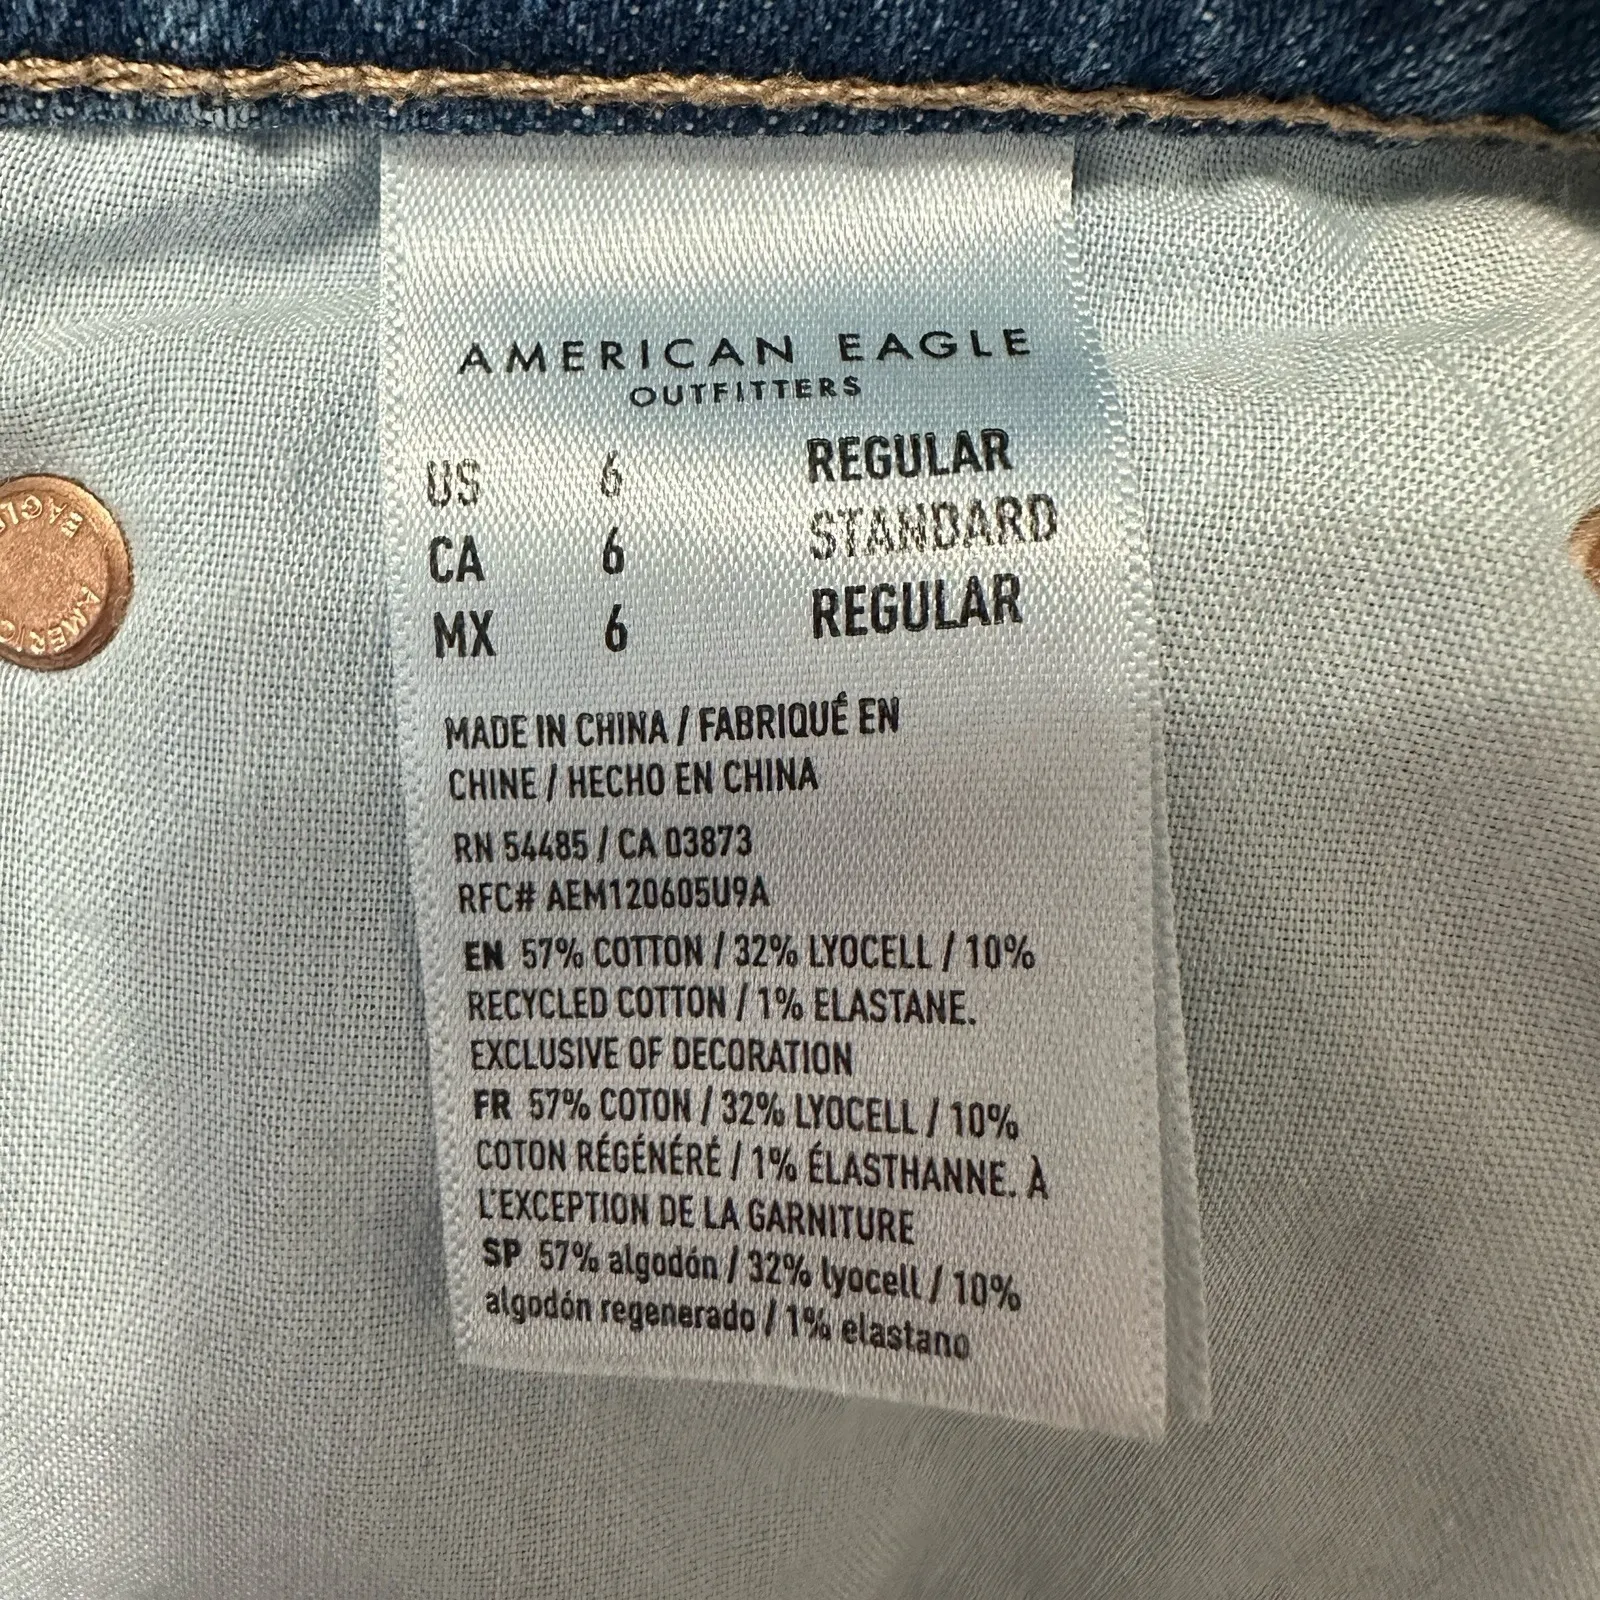 AMERICAN EAGLE
OUTFITTERS
US 6 REGULAR
CA 6 STANDARD
MX 6 REGULAR
MADE IN CHINA / FABRIQUÉ EN
CHINE / HECHO EN CHINA
RN 54485 / CA 03873
RFC# AEM120605U9A
EN 57% COTTON / 32% LYOCELL / 10%
RECYCLED COTTON / 1% ELASTANE.
EXCLUSIVE OF DECORATION
FR 57% COTON / 32% LYOCELL / 10%
COTON RÉGÉNÉRÉ / 1% ÉLASTHANNE. À
L'EXCEPTION DE LA GARNITURE
SP 57% algodón / 32% lyocell / 10%
algodón regenerado / 1% elastano